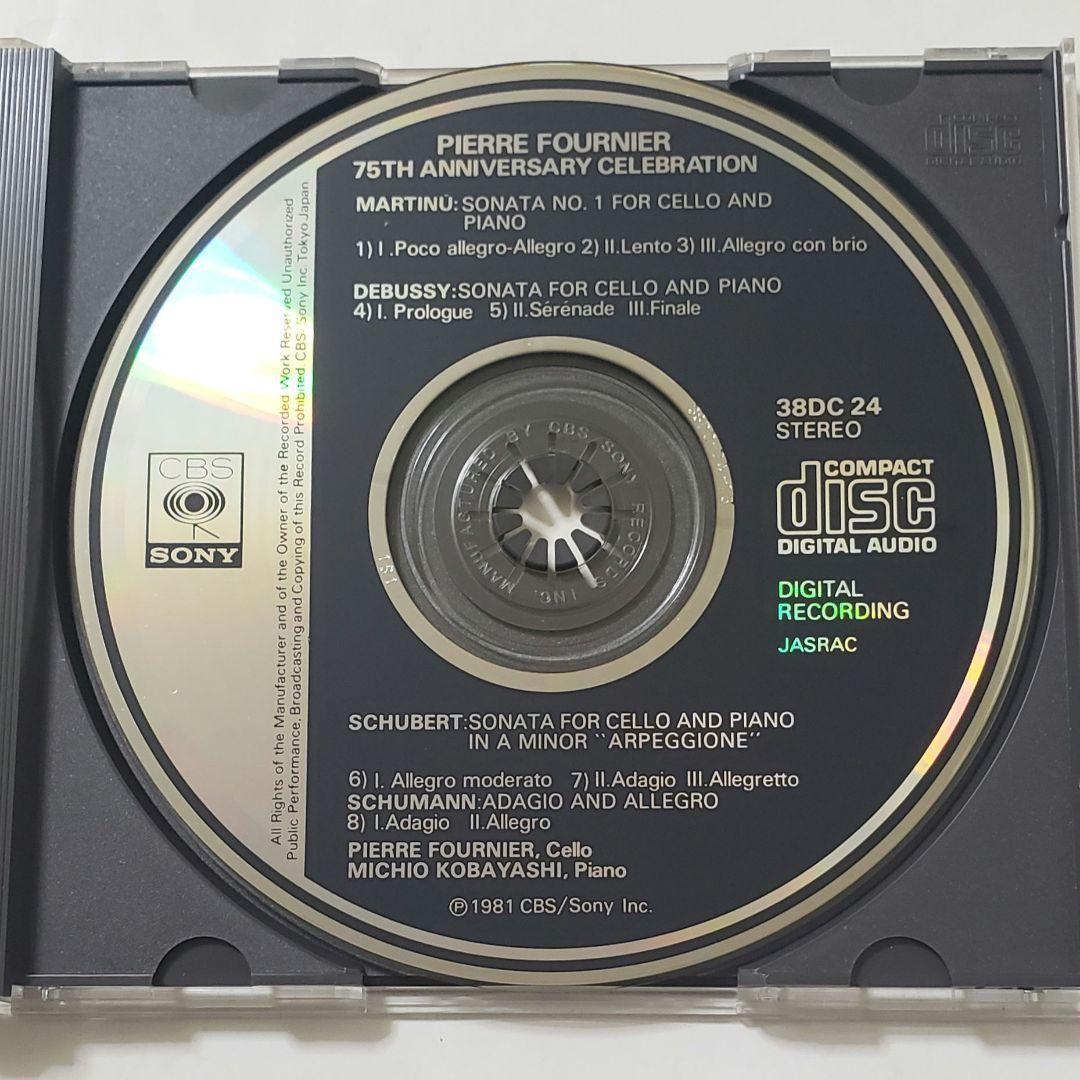 PIERRE FOURNIER
75TH ANNIVERSARY CELEBRATION
MARTINŮ: SONATA NO. 1 FOR CELLO AND
PIANO
1) I .Poco allegro-Allegro 2) II.Lento 3) III.Allegro con brio
DEBUSSY:SONATA FOR CELLO AND PIANO
4) I. Prologue 5) II.Sérénade III.Finale
38DC 24
STEREO
COMPACT
disc
DIGITAL AUDIO
DIGITAL
RECORDING
JASRAC
CBS
SONY
All Rights of the Manufacturer and of the Owner of the Recorded Work Reserved Unauthorized
Public Performance, Broadcasting and Copying of this Record Prohibited. CBS/Sony Inc. Tokyo Japan
MANUFACTURED BY CBS SONY RECORDS INC.
1S1
SCHUBERT:SONATA FOR CELLO AND PIANO
IN A MINOR "ARPEGGIONE"
6) I. Allegro moderato 7) II.Adagio III.Allegretto
SCHUMANN:ADAGIO AND ALLEGRO
8) I.Adagio II.Allegro
PIERRE FOURNIER, Cello
MICHIO KOBAYASHI, Piano
Ⓟ1981 CBS/Sony Inc.
COMPACT
disc
DIGITAL AUDIO